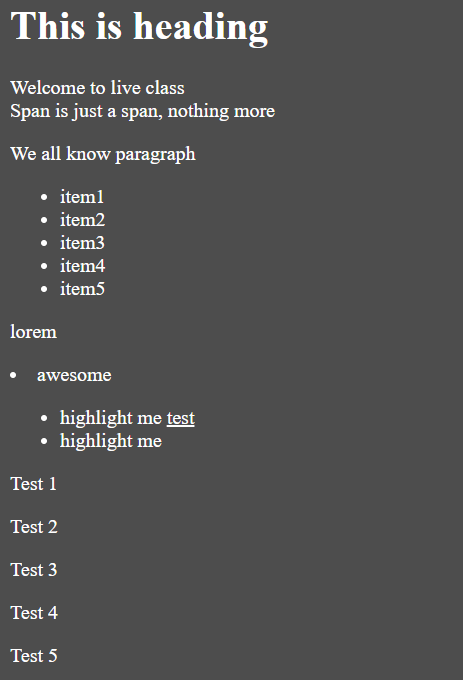 This is heading
Welcome to live class
Span is just a span, nothing more
We all know paragraph
• item1
• item2
• item3
• item4
• item5
lorem
• awesome
• highlight me test
• highlight me
Test 1
Test 2
Test 3
Test 4
Test 5